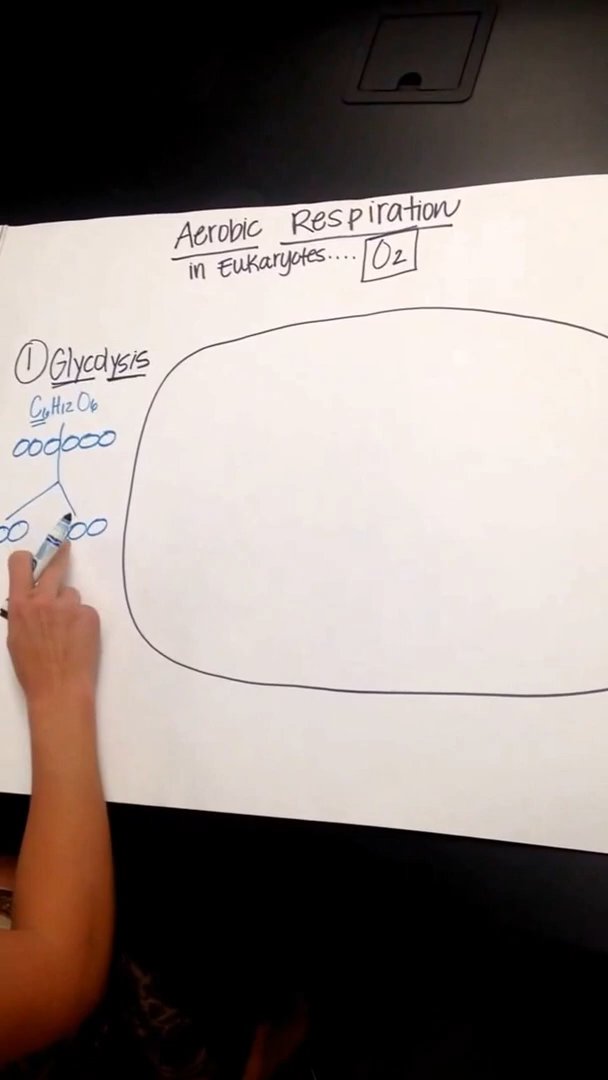 Aerobic Respiration
in Eukaryotes.... O2
1 Glycolysis
C6H12O6